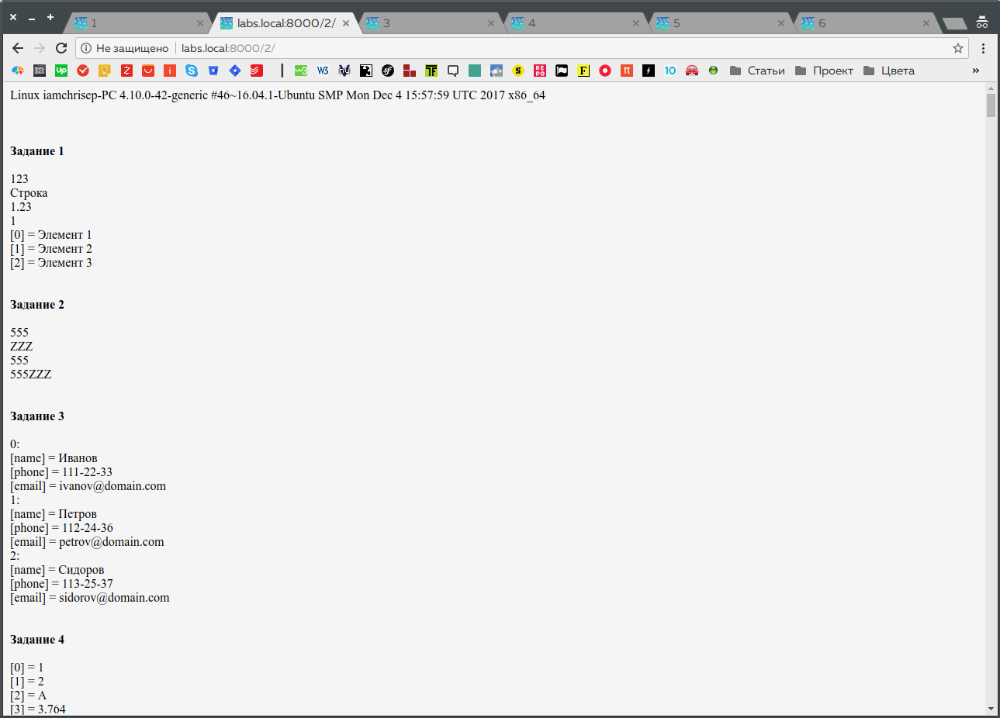 1
labs.local:8000/2/
3
4
5
6
Не защищено
labs.local:8000/2/
Статьи
Проект
Цвета
Linux iamchrisep-PC 4.10.0-42-generic #46~16.04.1-Ubuntu SMP Mon Dec 4 15:57:59 UTC 2017 x86_64
Задание 1
123
Строка
1.23
1
[0] = Элемент 1
[1] = Элемент 2
[2] = Элемент 3
Задание 2
555
ZZZ
555
555ZZZ
Задание 3
0:
[name] = Иванов
[phone] = 111-22-33
[email] = ivanov@domain.com
1:
[name] = Петров
[phone] = 112-24-36
[email] = petrov@domain.com
2:
[name] = Сидоров
[phone] = 113-25-37
[email] = sidorov@domain.com
Задание 4
[0] = 1
[1] = 2
[2] = A
[3] = 3.764